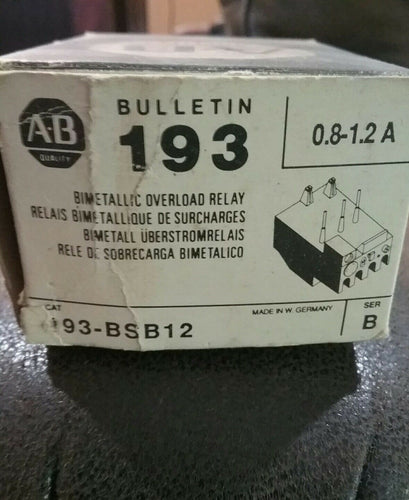 A-B
QUALITY
BULLETIN
193
0.8-1.2 A
BIMETALLIC OVERLOAD RELAY
RELAIS BIMETALLIQUE DE SURCHARGES
BIMETALL ÜBERSTROMRELAIS
RELE DE SOBRECARGA BIMETALICO
CAT
193-BSB12
MADE IN W. GERMANY
SER
B